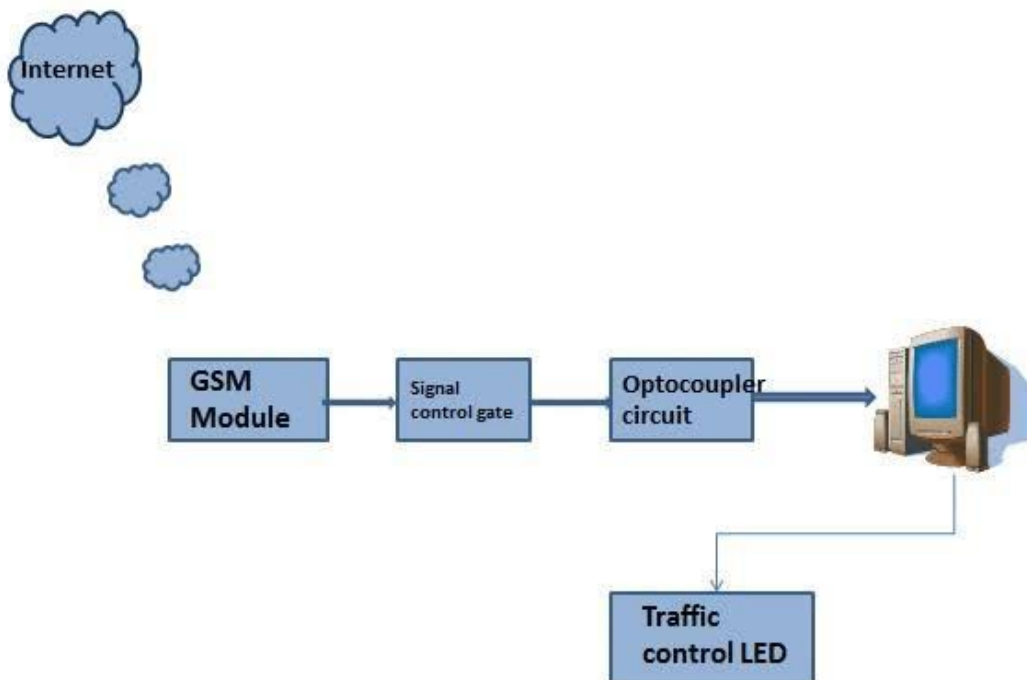 Internet
GSM
Module
Signal
control gate
Optocoupler
circuit
Traffic
control LED